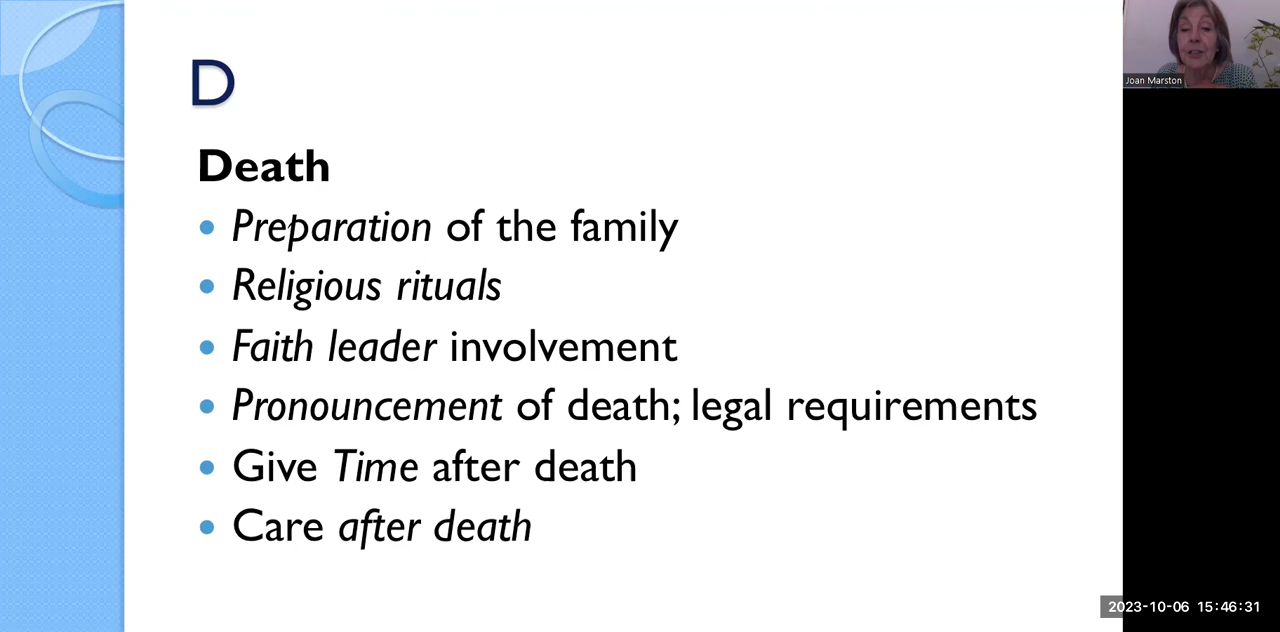 D
Death
Preparation of the family
Religious rituals
Faith leader involvement
Pronouncement of death; legal requirements
Give Time after death
Care after death
Joan Marston
2023-10-06 15:46:31